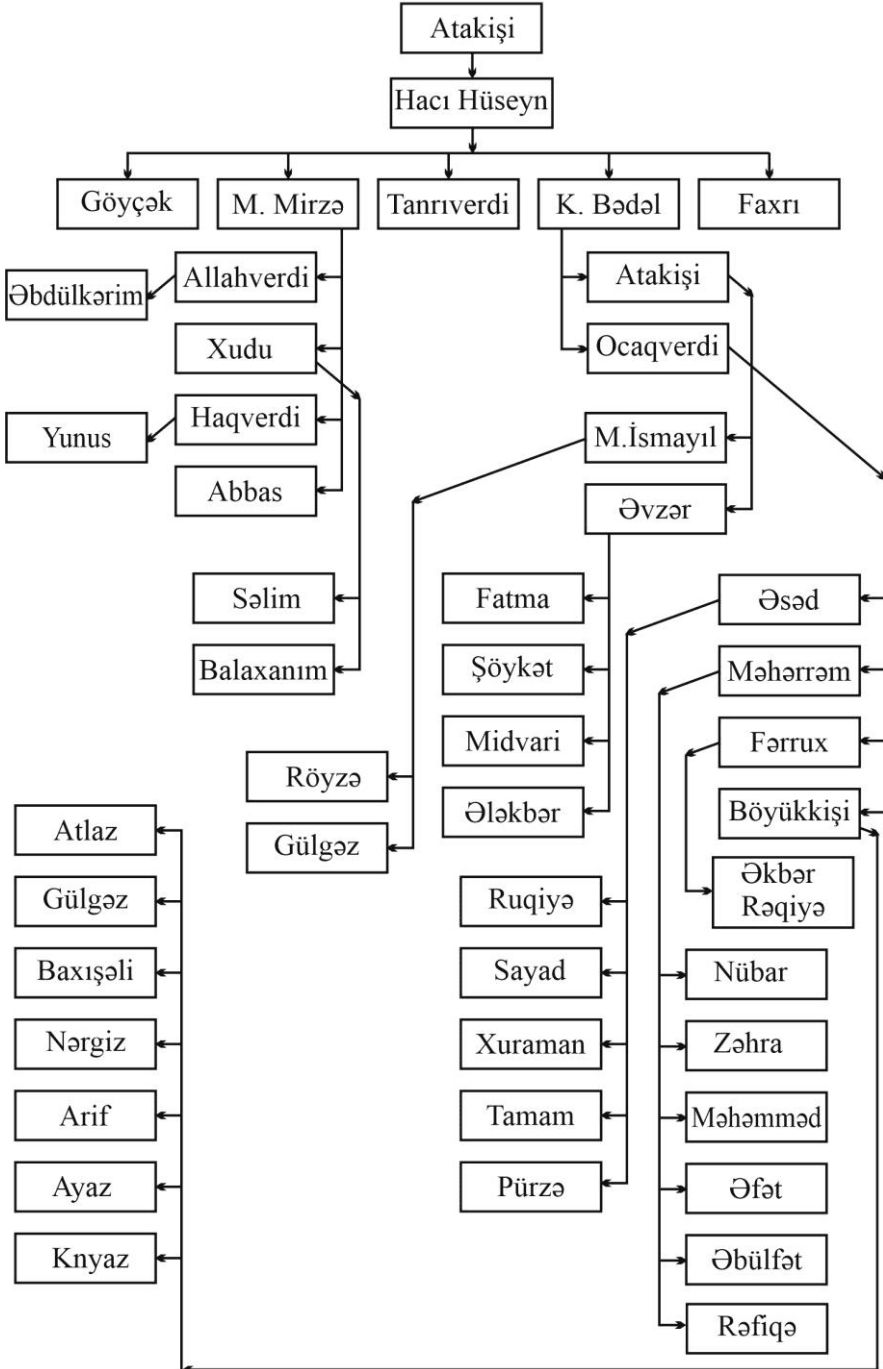 Atakişi
Hacı Hüseyn
Göyçək
M. Mirzə
Tanrıverdi
K. Bədəl
Faxrı
Əbdülkərim
Allahverdi
Xudu
Yunus
Haqverdi
Abbas
Səlim
Balaxanım
Atakişi
Ocaqverdi
M.İsmayıl
Əvzər
Fatma
Şöykət
Midvari
Ələkbər
Röyzə
Gülgəz
Əsəd
Məhərrəm
Fərrux
Böyükkişi
Əkbər
Rəqiyə
Atlaz
Gülgəz
Baxışəli
Nərgiz
Arif
Ayaz
Knyaz
Ruqiyə
Sayad
Xuraman
Tamam
Pürzə
Nübar
Zəhra
Məhəmməd
Əfət
Əbülfət
Rəfiqə